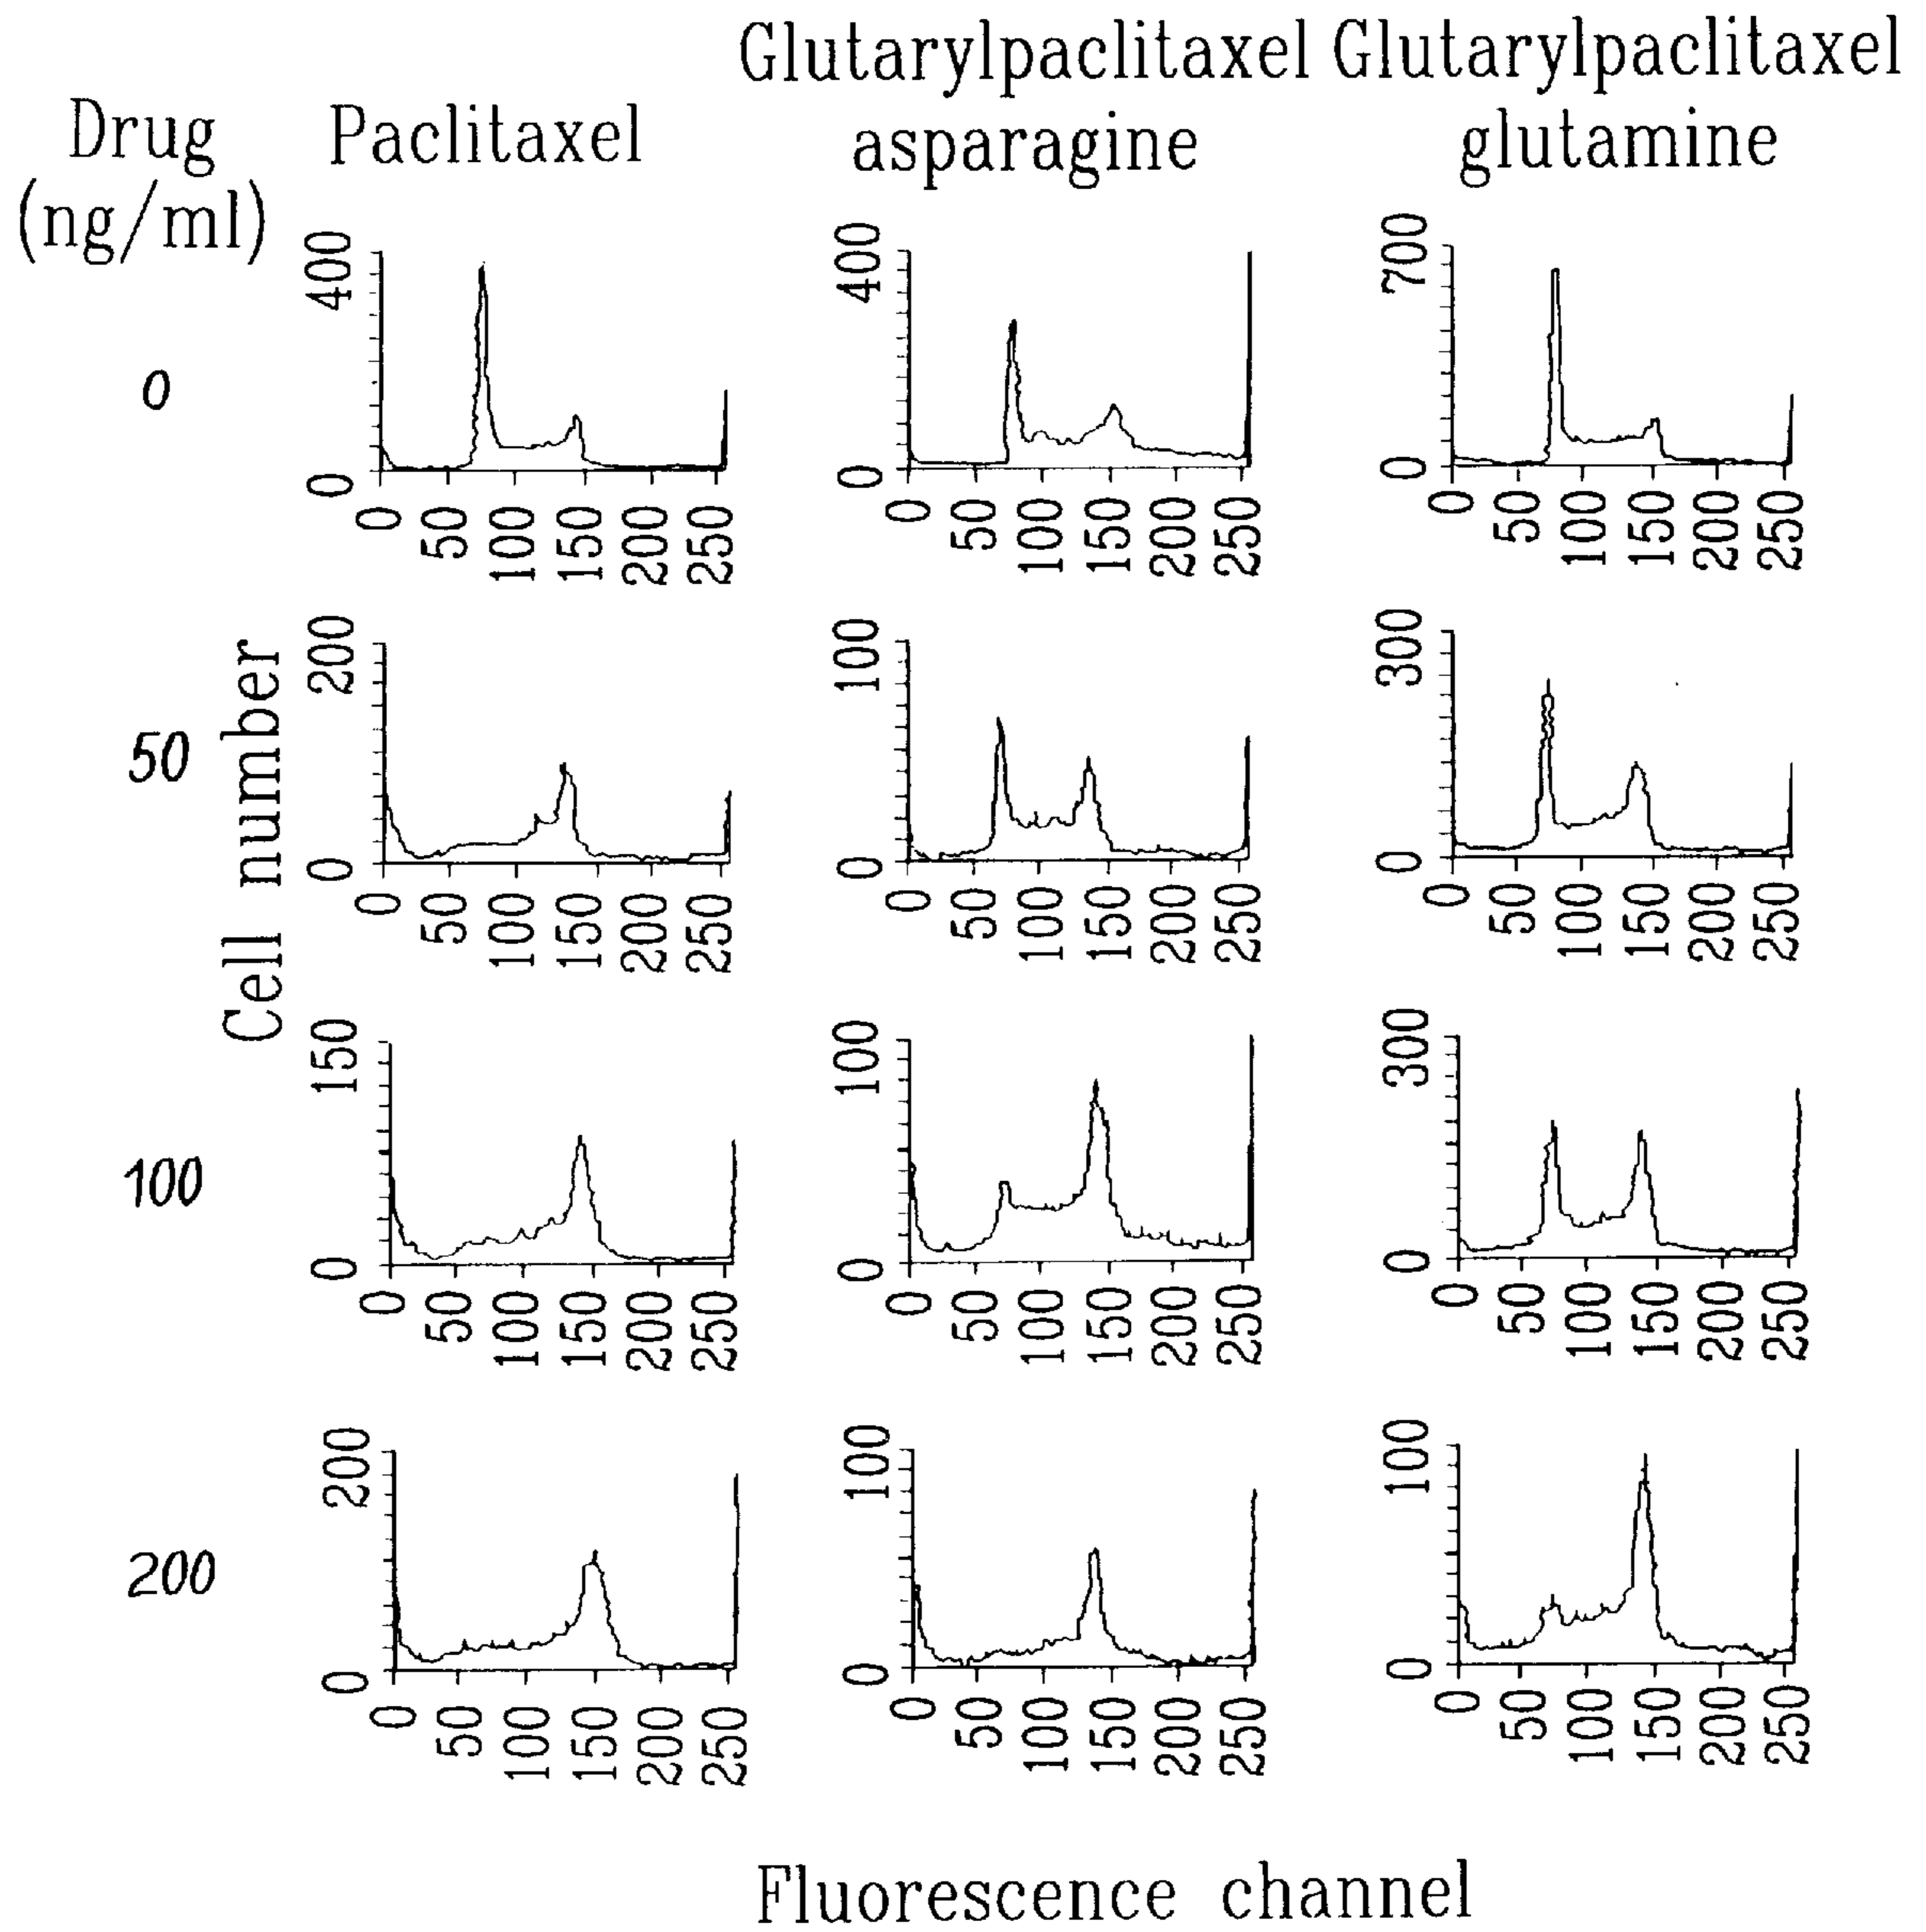 Glutarylpaclitaxel Glutarylpaclitaxel
Drug Paclitaxel asparagine glutamine
(ng/ml)
400 400 700
0
0 0 0
0 50 100 150 200 250 0 50 100 150 200 250 0 50 100 150 200 250
Cell number
200 100 300
50
0 0 0
0 50 100 150 200 250 0 50 100 150 200 250 0 50 100 150 200 250
150 100 300
100
0 0 0
0 50 100 150 200 250 0 50 100 150 200 250 0 50 100 150 200 250
200 100 100
200
0 0 0
0 50 100 150 200 250 0 50 100 150 200 250 0 50 100 150 200 250
Fluorescence channel